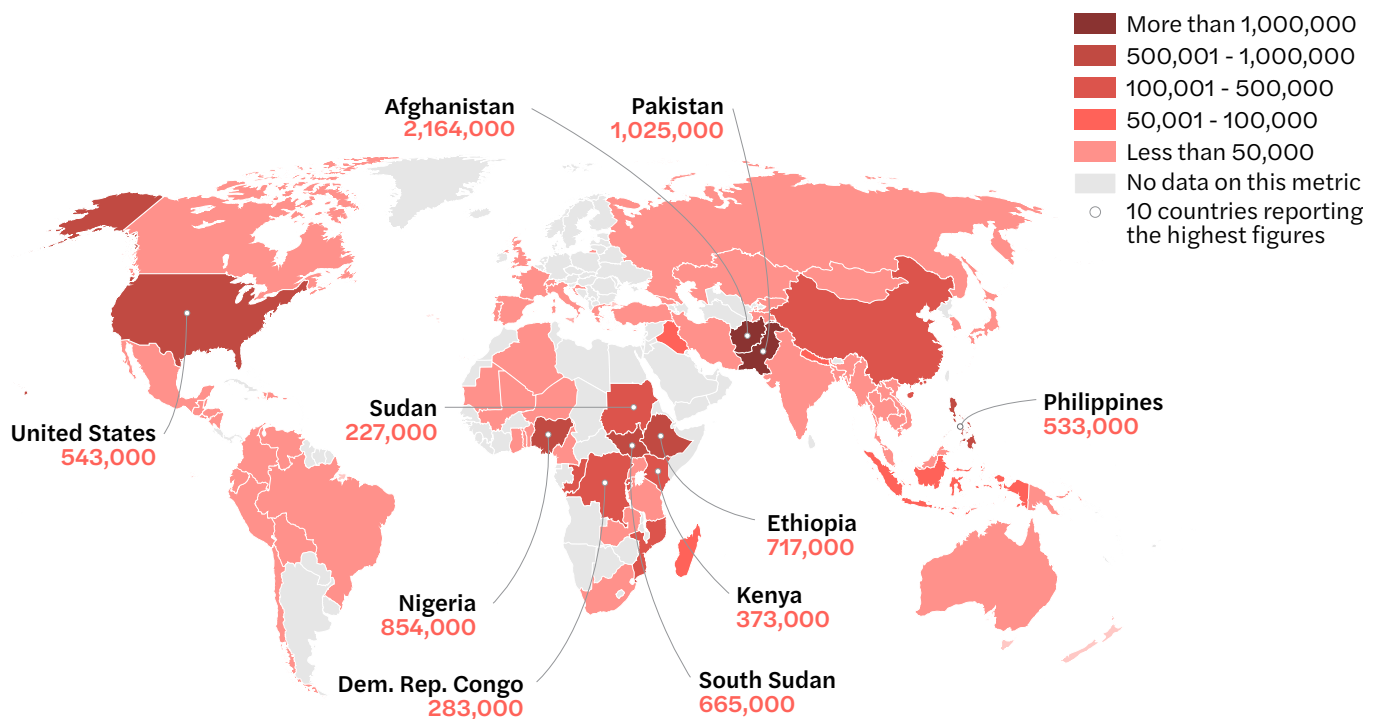 More than 1,000,000
500,001 - 1,000,000
100,001 - 500,000
50,001 - 100,000
Less than 50,000
No data on this metric
10 countries reporting
the highest figures
Afghanistan
2,164,000
Pakistan
1,025,000
Sudan
227,000
United States
543,000
Philippines
533,000
Ethiopia
717,000
Nigeria
854,000
Kenya
373,000
Dem. Rep. Congo
283,000
South Sudan
665,000